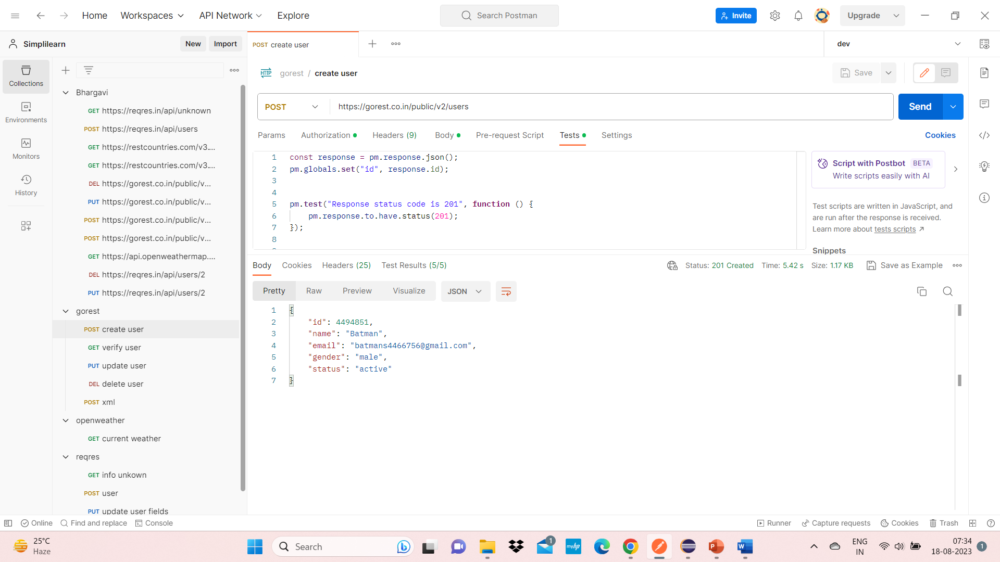 Home Workspaces API Network Explore Search Postman Invite Upgrade
Simplilearn New Import POST create user dev
Collections
Environments
Monitors
History
Bhargavi
GET https://reqres.in/api/unknown
POST https://reqres.in/api/users
GET https://restcountries.com/v3....
GET https://restcountries.com/v3....
DEL https://gorest.co.in/public/v...
PUT https://gorest.co.in/public/v...
POST https://gorest.co.in/public/v...
POST https://gorest.co.in/public/v...
GET https://api.openweathermap....
DEL https://reqres.in/api/users/2
PUT https://reqres.in/api/users/2
gorest
POST create user
GET verify user
PUT update user
DEL delete user
POST xml
openweather
GET current weather
reqres
GET info unkown
POST user
PUT update user fields
HTTP gorest / create user Save
POST https://gorest.co.in/public/v2/users Send
Params Authorization Headers (9) Body Pre-request Script Tests Settings Cookies
1 const response = pm.response.json();
2 pm.globals.set("id", response.id);
3
4
5 pm.test("Response status code is 201", function () {
6 pm.response.to.have.status(201);
7 });
8
Script with Postbot BETA
Write scripts easily with AI
Test scripts are written in JavaScript, and
are run after the response is received.
Learn more about tests scripts ↗
Snippets
Body Cookies Headers (25) Test Results (5/5) Status: 201 Created Time: 5.42 s Size: 1.17 KB Save as Example
Pretty Raw Preview Visualize JSON
1 {
2 "id": 4494851,
3 "name": "Batman",
4 "email": "batmans4466756@gmail.com",
5 "gender": "male",
6 "status": "active"
7 }
Online Find and replace Console Runner Capture requests Cookies Trash
25°C
Haze
Search
1
myhp
ENG
IN
07:34
18-08-2023
1